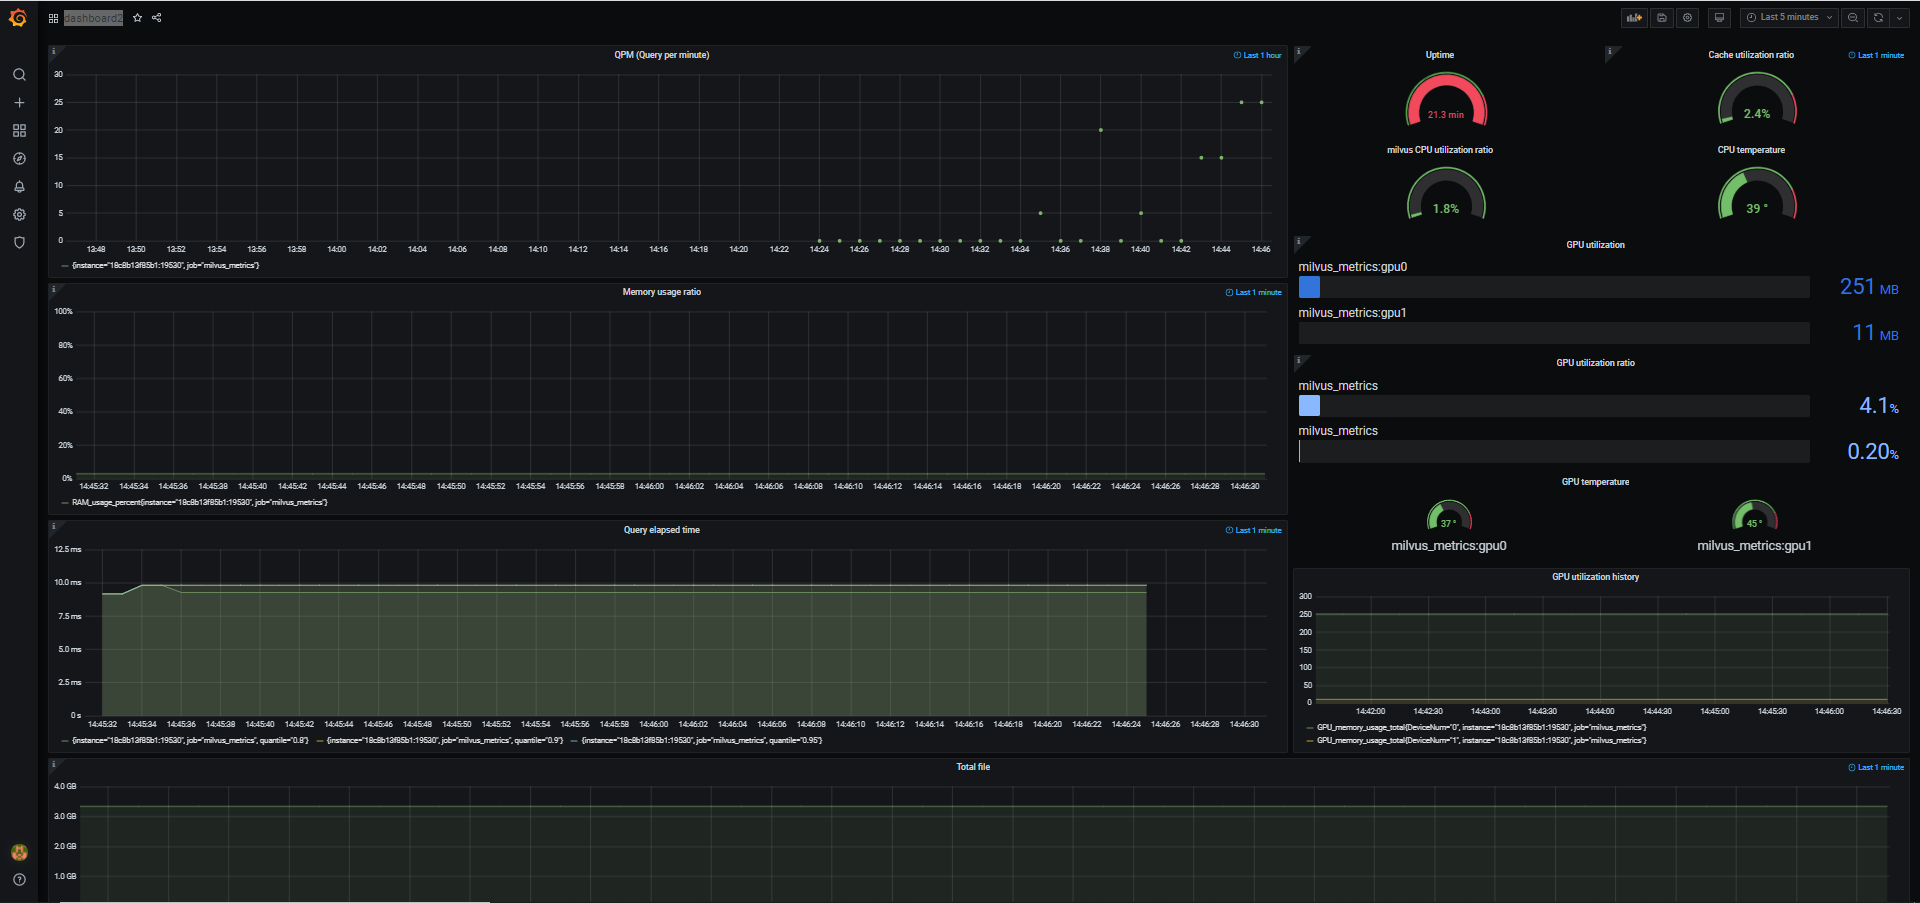 dashboard2
Last 5 minutes
QPM (Query per minute)
Last 1 hour
30
25
20
15
10
5
0
13:48 13:50 13:52 13:54 13:56 13:58 14:00 14:02 14:04 14:06 14:08 14:10 14:12 14:14 14:16 14:18 14:20 14:22 14:24 14:26 14:28 14:30 14:32 14:34 14:36 14:38 14:40 14:42 14:44 14:46
{instance="18c8b13f85b1:19530", job="milvus_metrics"}
Memory usage ratio
Last 1 minute
100%
80%
60%
40%
20%
0%
14:45:32 14:45:34 14:45:36 14:45:38 14:45:40 14:45:42 14:45:44 14:45:46 14:45:48 14:45:50 14:45:52 14:45:54 14:45:56 14:45:58 14:46:00 14:46:02 14:46:04 14:46:06 14:46:08 14:46:10 14:46:12 14:46:14 14:46:16 14:46:18 14:46:20 14:46:22 14:46:24 14:46:26 14:46:28 14:46:30
RAM_usage_percent{instance="18c8b13f85b1:19530", job="milvus_metrics"}
Query elapsed time
Last 1 minute
12.5 ms
10.0 ms
7.5 ms
5.0 ms
2.5 ms
0 s
14:45:32 14:45:34 14:45:36 14:45:38 14:45:40 14:45:42 14:45:44 14:45:46 14:45:48 14:45:50 14:45:52 14:45:54 14:45:56 14:45:58 14:46:00 14:46:02 14:46:04 14:46:06 14:46:08 14:46:10 14:46:12 14:46:14 14:46:16 14:46:18 14:46:20 14:46:22 14:46:24 14:46:26 14:46:28 14:46:30
{instance="18c8b13f85b1:19530", job="milvus_metrics", quantile="0.8"} {instance="18c8b13f85b1:19530", job="milvus_metrics", quantile="0.9"} {instance="18c8b13f85b1:19530", job="milvus_metrics", quantile="0.95"}
Uptime
21.3 min
Cache utilization ratio
Last 1 minute
2.4%
milvus CPU utilization ratio
1.8%
CPU temperature
39 °
GPU utilization
milvus_metrics:gpu0
251 MB
milvus_metrics:gpu1
11 MB
GPU utilization ratio
milvus_metrics
4.1%
milvus_metrics
0.20%
GPU temperature
37 °
45 °
milvus_metrics:gpu0
milvus_metrics:gpu1
GPU utilization history
300
250
200
150
100
50
0
14:42:00 14:42:30 14:43:00 14:43:30 14:44:00 14:44:30 14:45:00 14:45:30 14:46:00 14:46:30
GPU_memory_usage_total{DeviceNum="0", instance="18c8b13f85b1:19530", job="milvus_metrics"}
GPU_memory_usage_total{DeviceNum="1", instance="18c8b13f85b1:19530", job="milvus_metrics"}
Total file
Last 1 minute
4.0 GB
3.0 GB
2.0 GB
1.0 GB